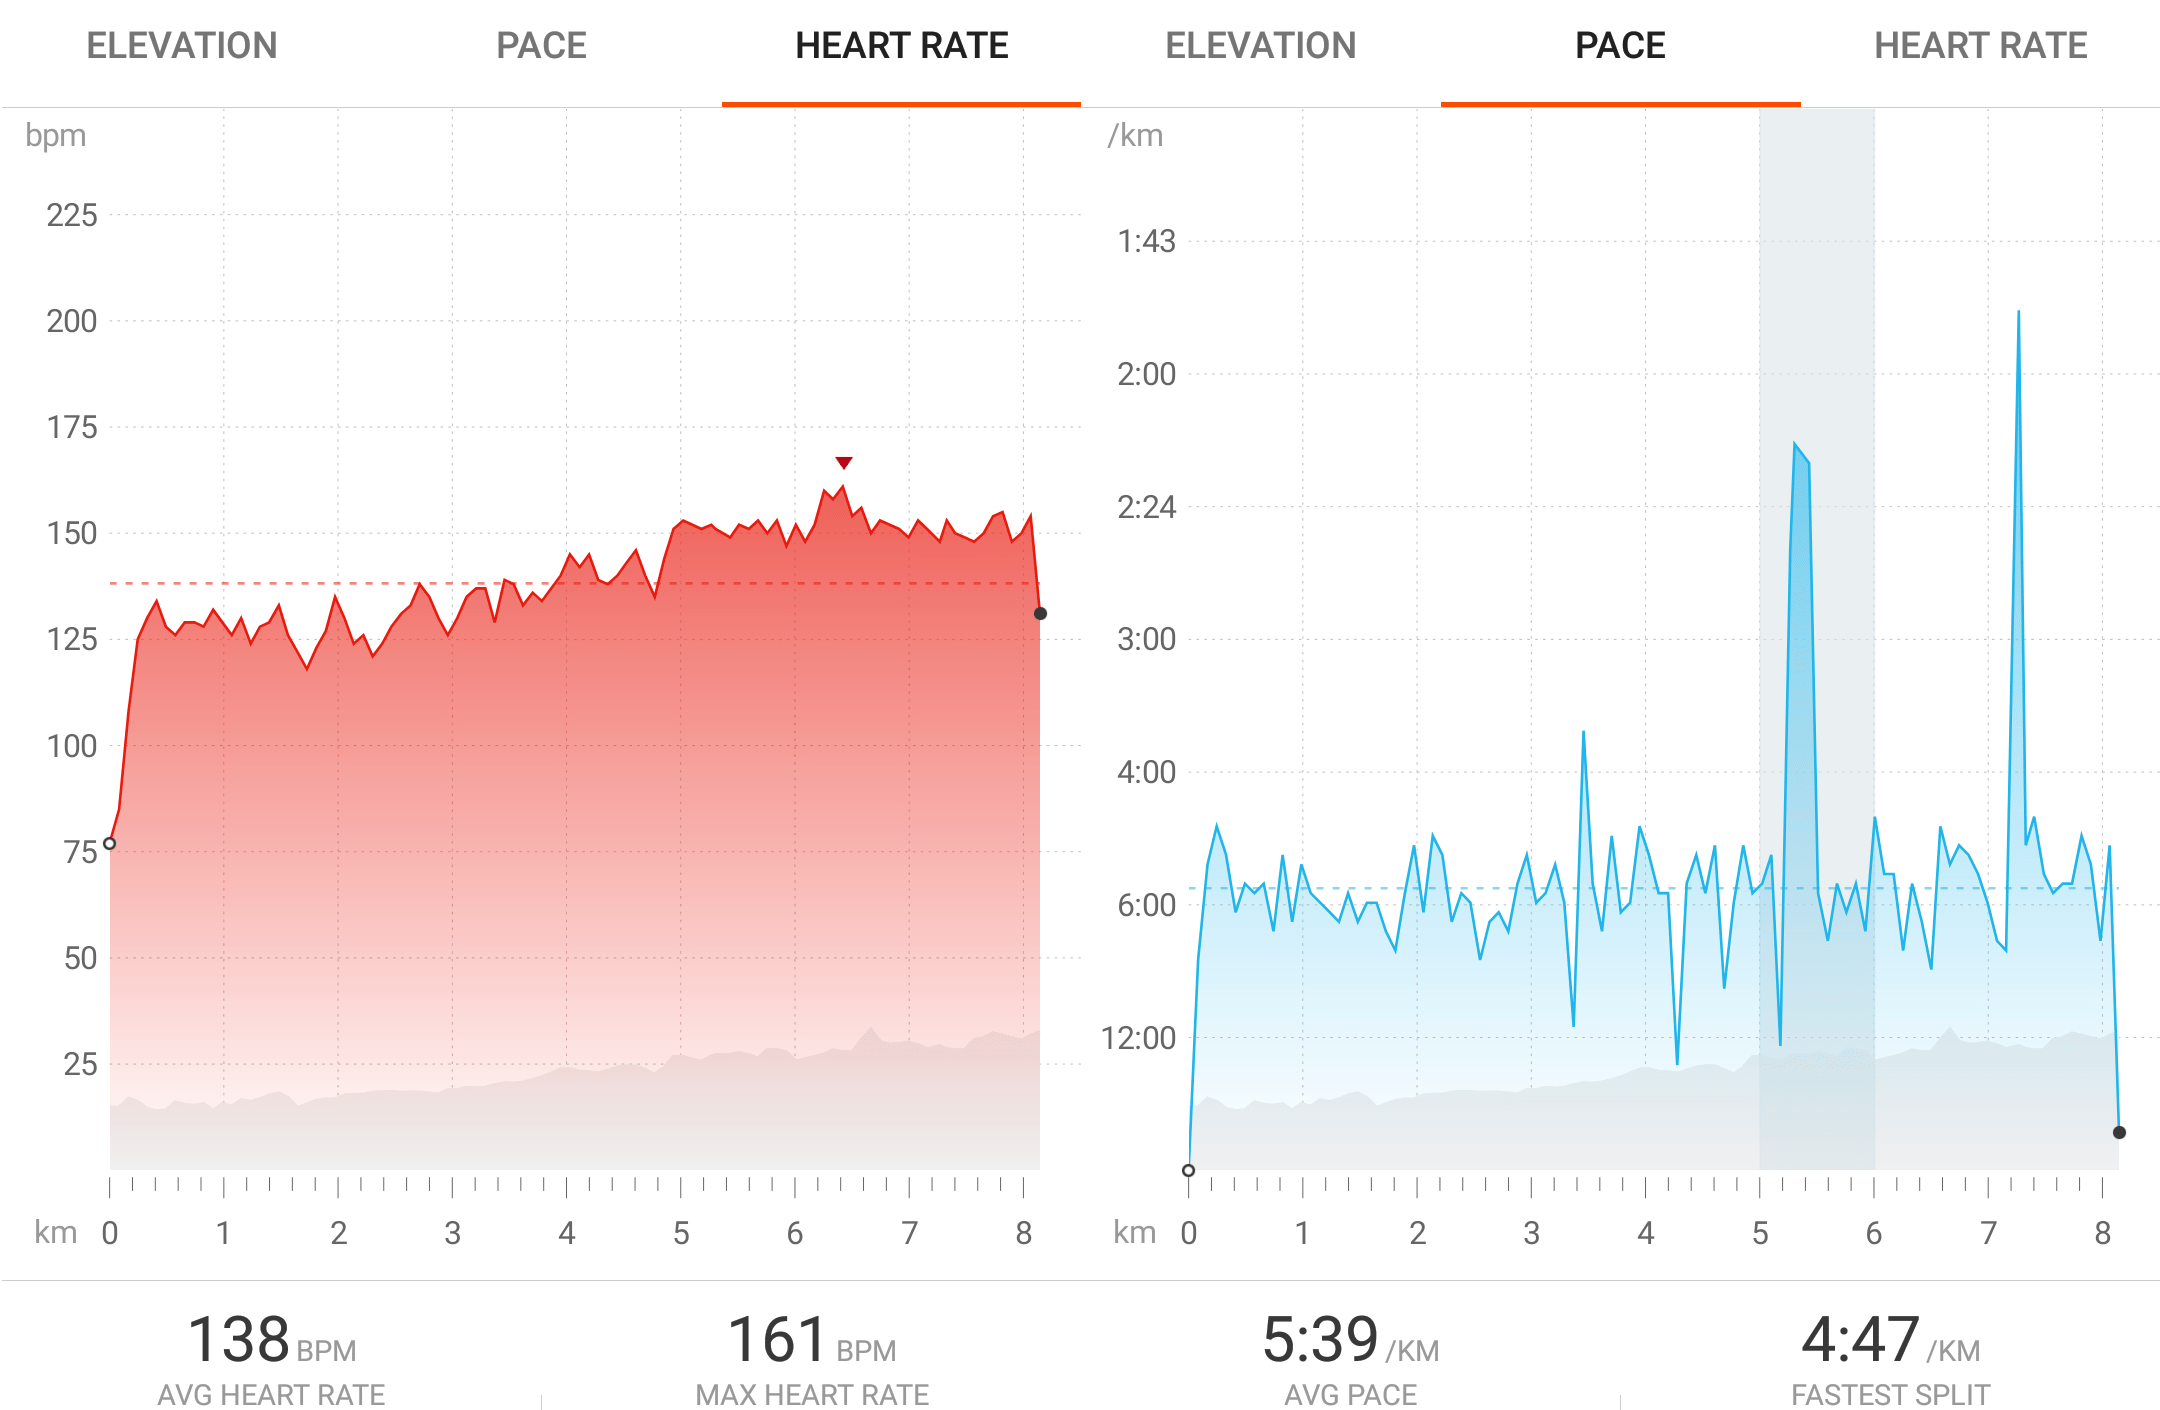 ELEVATION PACE HEART RATE
bpm
225
200
175
150
125
100
75
50
25
km 0 1 2 3 4 5 6 7 8
138 BPM 161 BPM
AVG HEART RATE MAX HEART RATE
ELEVATION PACE HEART RATE
/km
1:43
2:00
2:24
3:00
4:00
6:00
12:00
km 0 1 2 3 4 5 6 7 8
5:39 /KM 4:47 /KM
AVG PACE FASTEST SPLIT